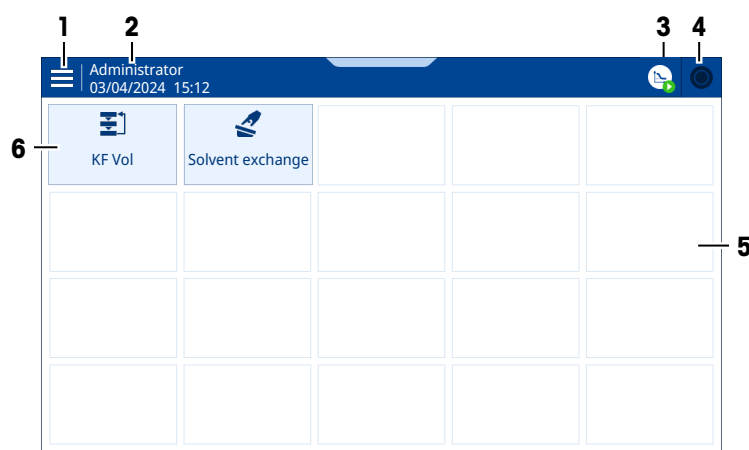 1 2 3 4
Administrator
03/04/2024 15:12
6
KF Vol Solvent exchange
5